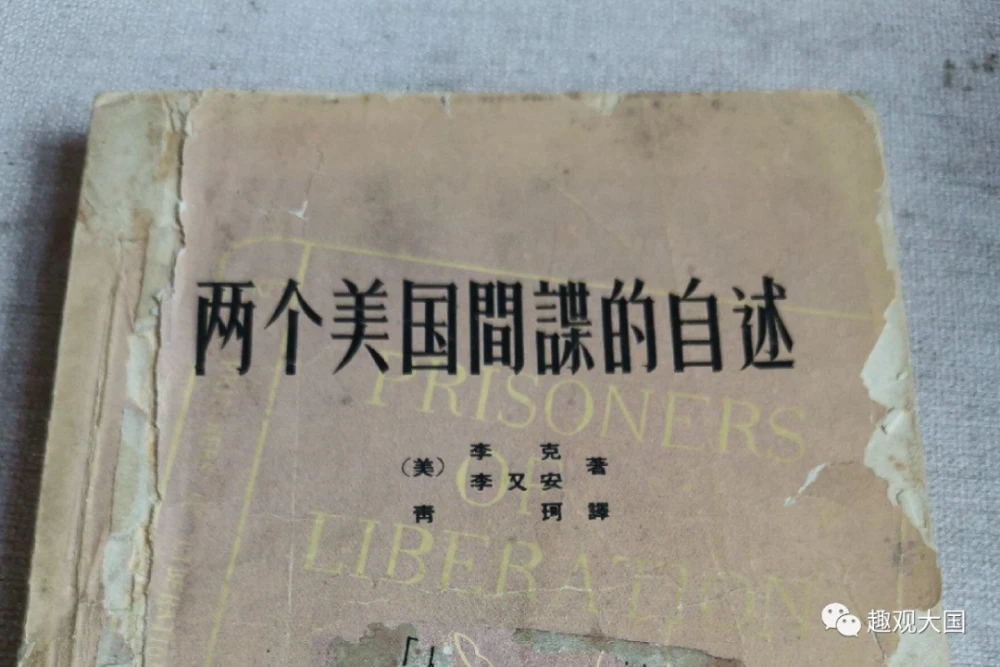 两个美国間諜的自述
PRISONERS
OF
LIBERATION
（美）李克 李又安 著
青珂譯
趣观大国